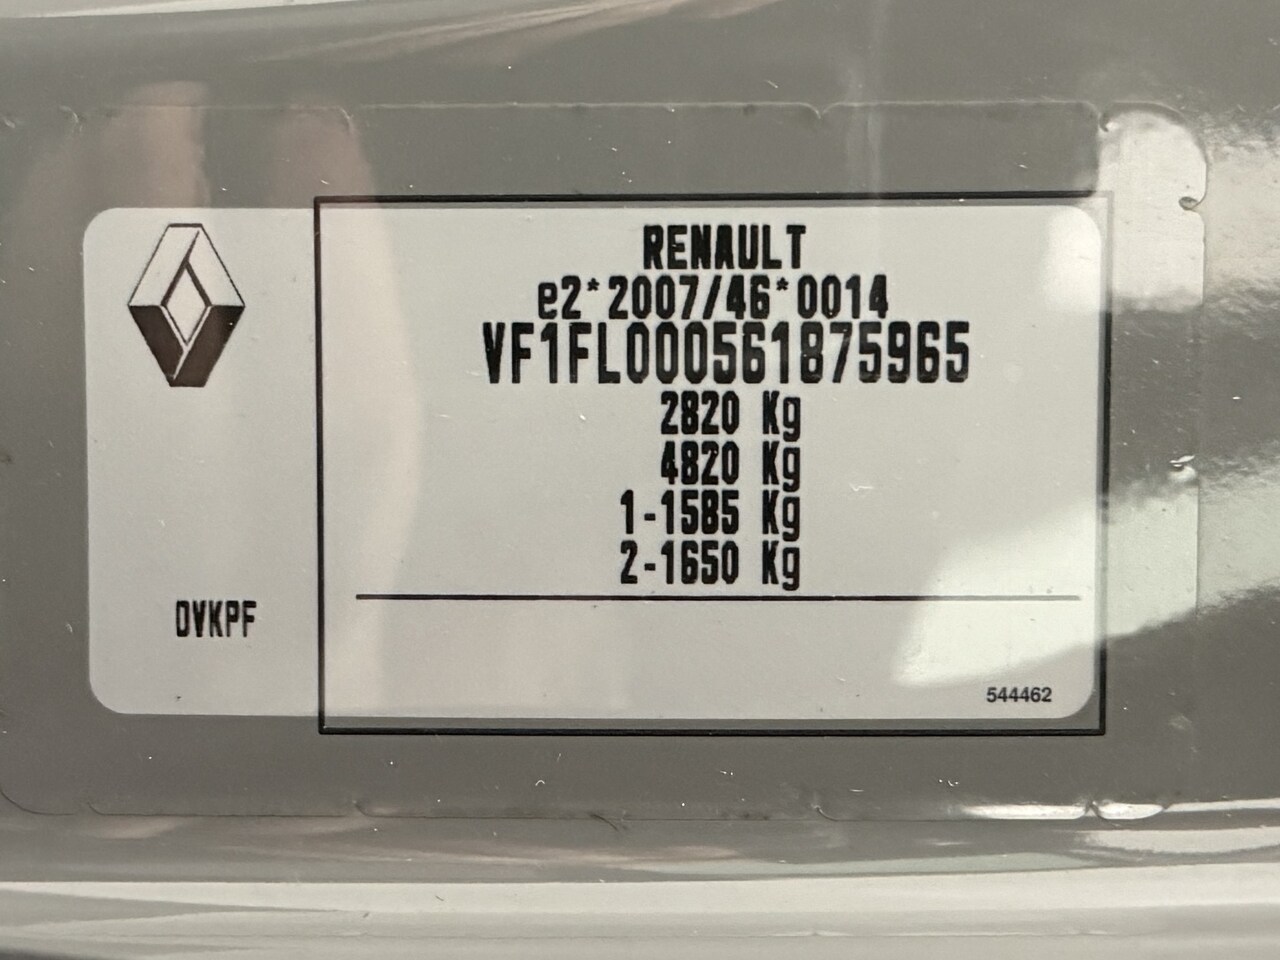 RENAULT
e2*2007/46*0014
VF1FL000561875965
2820 Kg
4820 Kg
1-1585 Kg
2-1650 Kg
DVKPF
544462